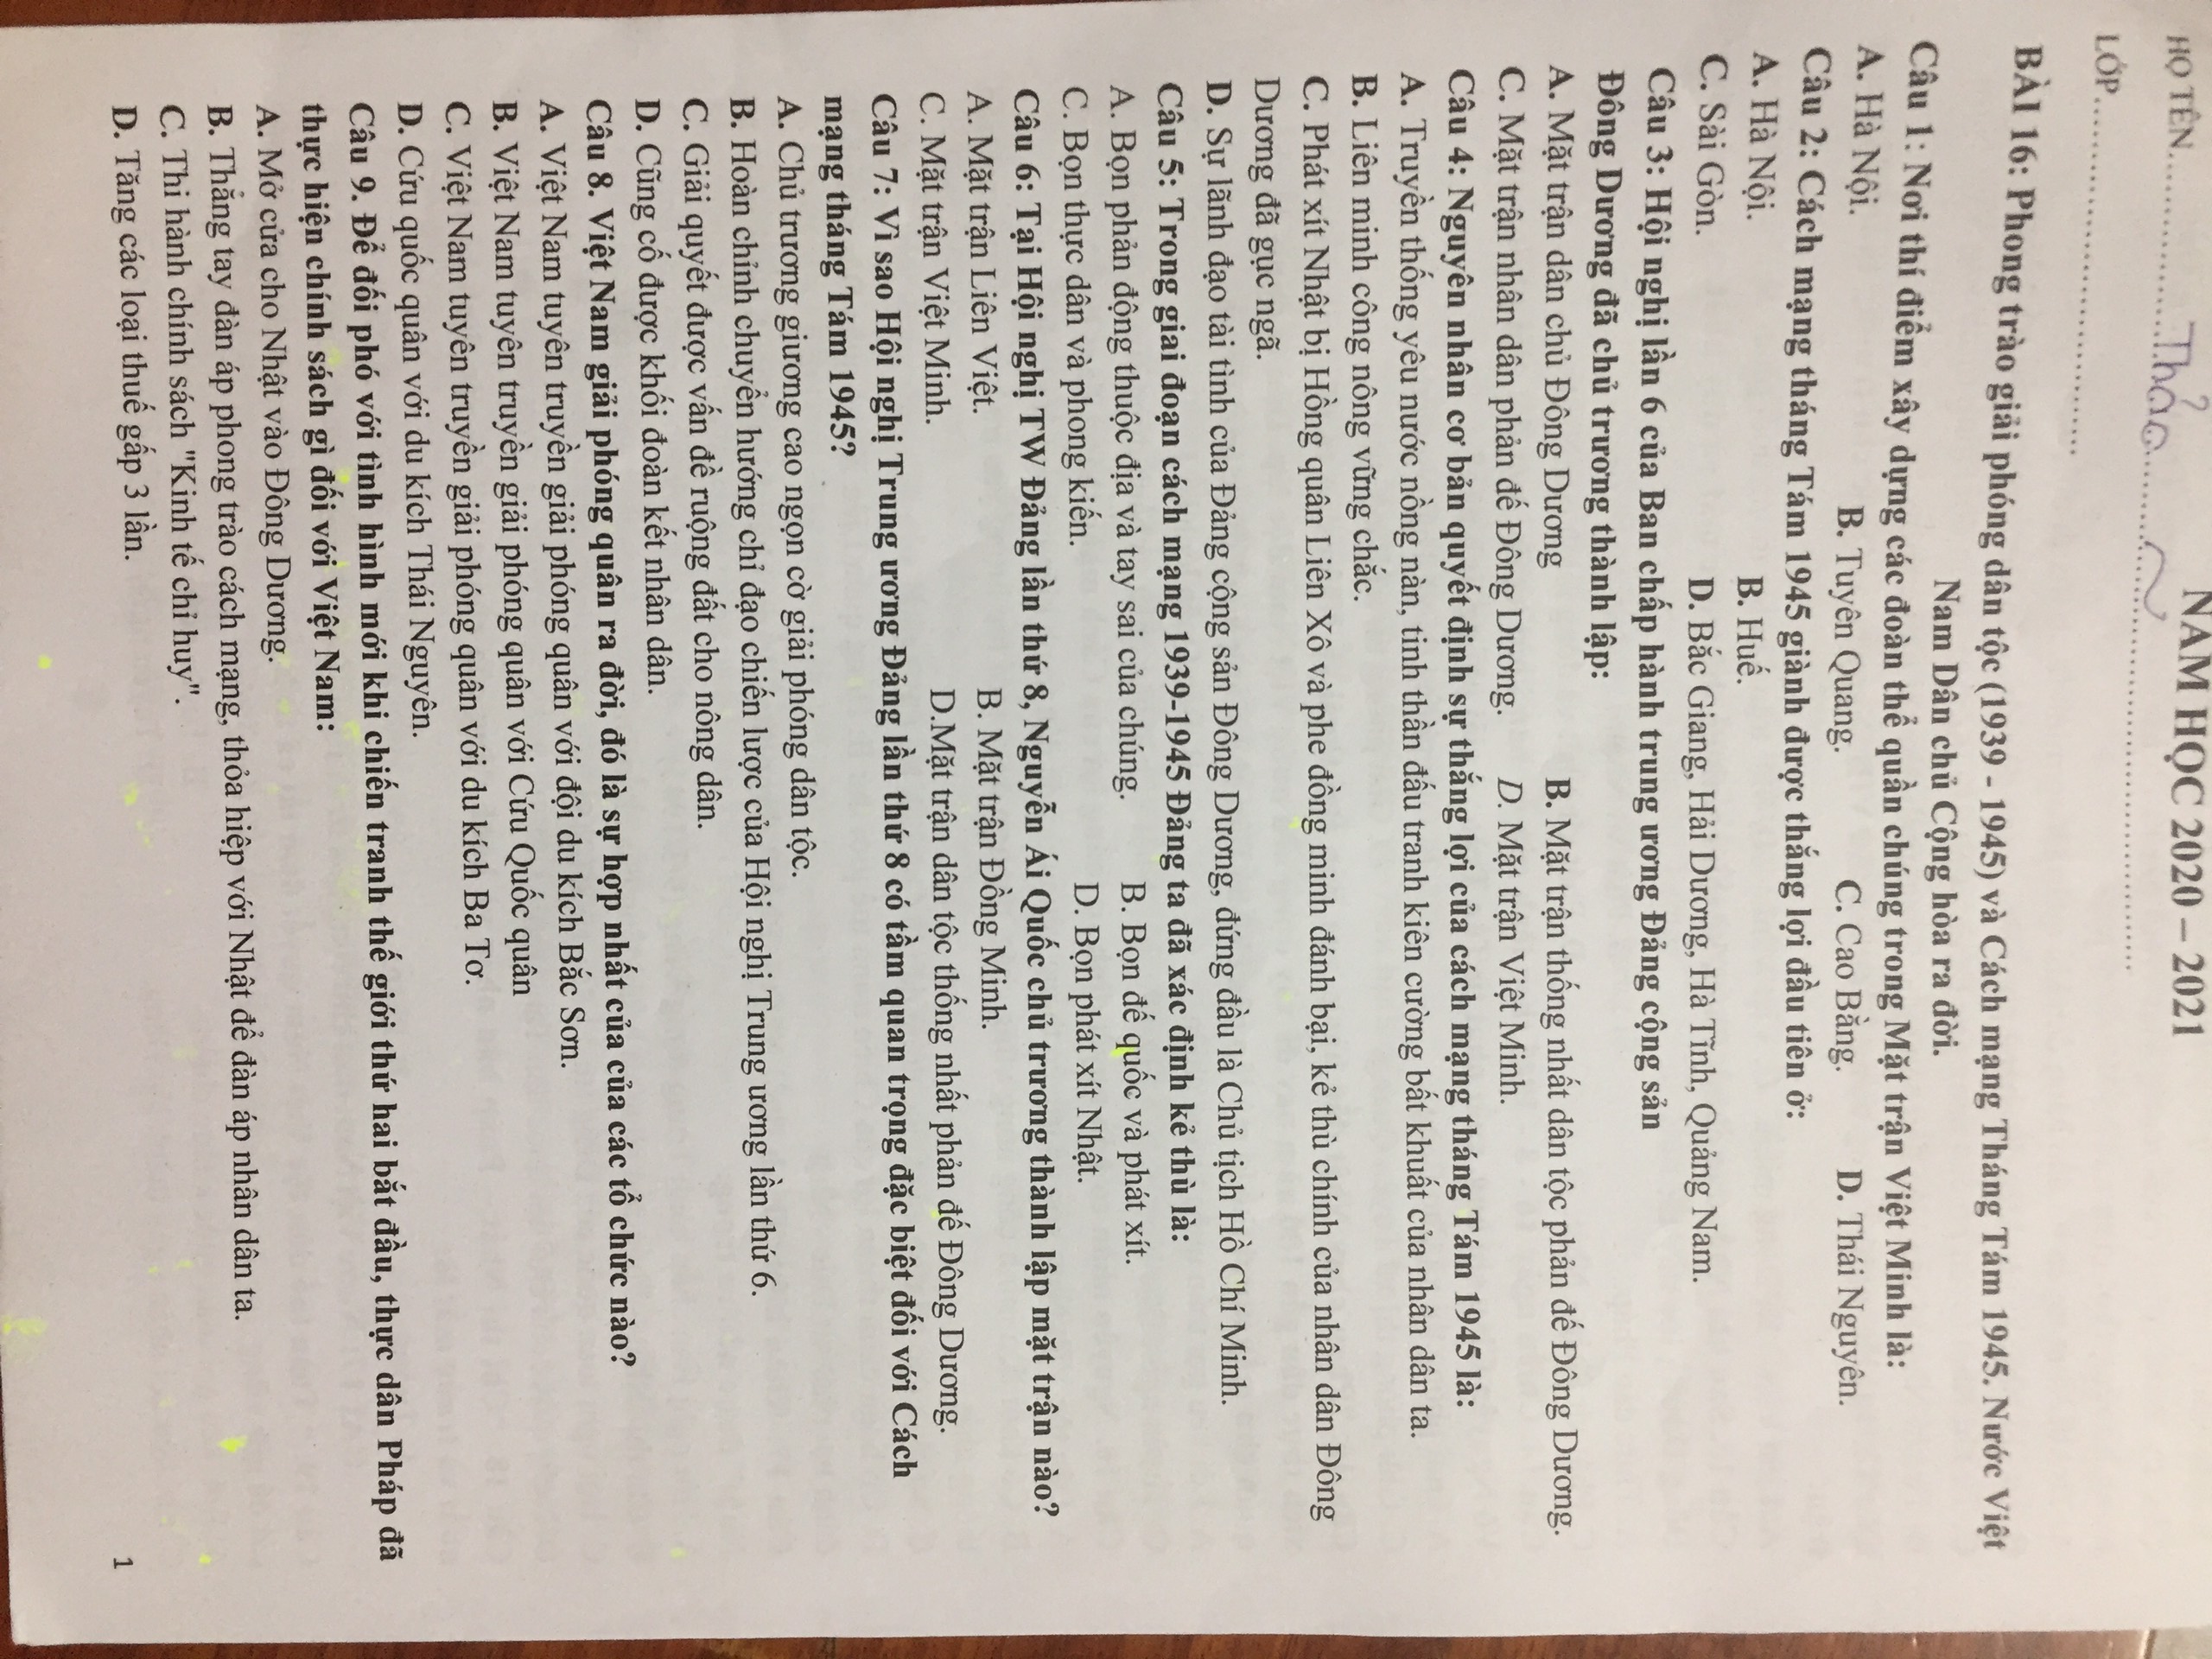 NĂM HỌC 2020 – 2021
HỌ TÊN.....................Thảo.....................
LỚP.................................
BÀI 16: Phong trào giải phóng dân tộc (1939 - 1945) và Cách mạng Tháng Tám 1945. Nước Việt
Nam Dân chủ Cộng hòa ra đời.
Câu 1: Nơi thí điểm xây dựng các đoàn thể quần chúng trong Mặt trận Việt Minh là:
A. Hà Nội. B. Tuyên Quang. C. Cao Bằng. D. Thái Nguyên.
Câu 2: Cách mạng tháng Tám 1945 giành được thắng lợi đầu tiên ở:
A. Hà Nội. B. Huế.
C. Sài Gòn. D. Bắc Giang, Hải Dương, Hà Tĩnh, Quảng Nam.
Câu 3: Hội nghị lần 6 của Ban chấp hành trung ương Đảng cộng sản
Đông Dương đã chủ trương thành lập:
A. Mặt trận dân chủ Đông Dương B. Mặt trận thống nhất dân tộc phản đế Đông Dương.
C. Mặt trận nhân dân phản đế Đông Dương. D. Mặt trận Việt Minh.
Câu 4: Nguyên nhân cơ bản quyết định sự thắng lợi của cách mạng tháng Tám 1945 là:
A. Truyền thống yêu nước nồng nàn, tinh thần đấu tranh kiên cường bất khuất của nhân dân ta.
B. Liên minh công nông vững chắc.
C. Phát xít Nhật bị Hồng quân Liên Xô và phe đồng minh đánh bại, kẻ thù chính của nhân dân Đông
Dương đã gục ngã.
D. Sự lãnh đạo tài tình của Đảng cộng sản Đông Dương, đứng đầu là Chủ tịch Hồ Chí Minh.
Câu 5: Trong giai đoạn cách mạng 1939-1945 Đảng ta đã xác định kẻ thù là:
A. Bọn phản động thuộc địa và tay sai của chúng. B. Bọn đế quốc và phát xít.
C. Bọn thực dân và phong kiến. D. Bọn phát xít Nhật.
Câu 6: Tại Hội nghị TW Đảng lần thứ 8, Nguyễn Ái Quốc chủ trương thành lập mặt trận nào?
A. Mặt trận Liên Việt. B. Mặt trận Đồng Minh.
C. Mặt trận Việt Minh. D.Mặt trận dân tộc thống nhất phản đế Đông Dương.
Câu 7: Vì sao Hội nghị Trung ương Đảng lần thứ 8 có tầm quan trọng đặc biệt đối với Cách
mạng tháng Tám 1945?
A. Chủ trương giương cao ngọn cờ giải phóng dân tộc.
B. Hoàn chỉnh chuyển hướng chỉ đạo chiến lược của Hội nghị Trung ương lần thứ 6.
C. Giải quyết được vấn đề ruộng đất cho nông dân.
D. Cũng cố được khối đoàn kết nhân dân.
Câu 8. Việt Nam giải phóng quân ra đời, đó là sự hợp nhất của của các tổ chức nào?
A. Việt Nam tuyên truyền giải phóng quân với đội du kích Bắc Sơn.
B. Việt Nam tuyên truyền giải phóng quân với Cứu Quốc quân
C. Việt Nam tuyên truyền giải phóng quân với du kích Ba Tơ.
D. Cứu quốc quân với du kích Thái Nguyên.
Câu 9. Để đối phó với tình hình mới khi chiến tranh thế giới thứ hai bắt đầu, thực dân Pháp đã
thực hiện chính sách gì đối với Việt Nam:
A. Mở cửa cho Nhật vào Đông Dương.
B. Thẳng tay đàn áp phong trào cách mạng, thỏa hiệp với Nhật để đàn áp nhân dân ta.
C. Thi hành chính sách "Kinh tế chỉ huy".
D. Tăng các loại thuế gấp 3 lần.
1